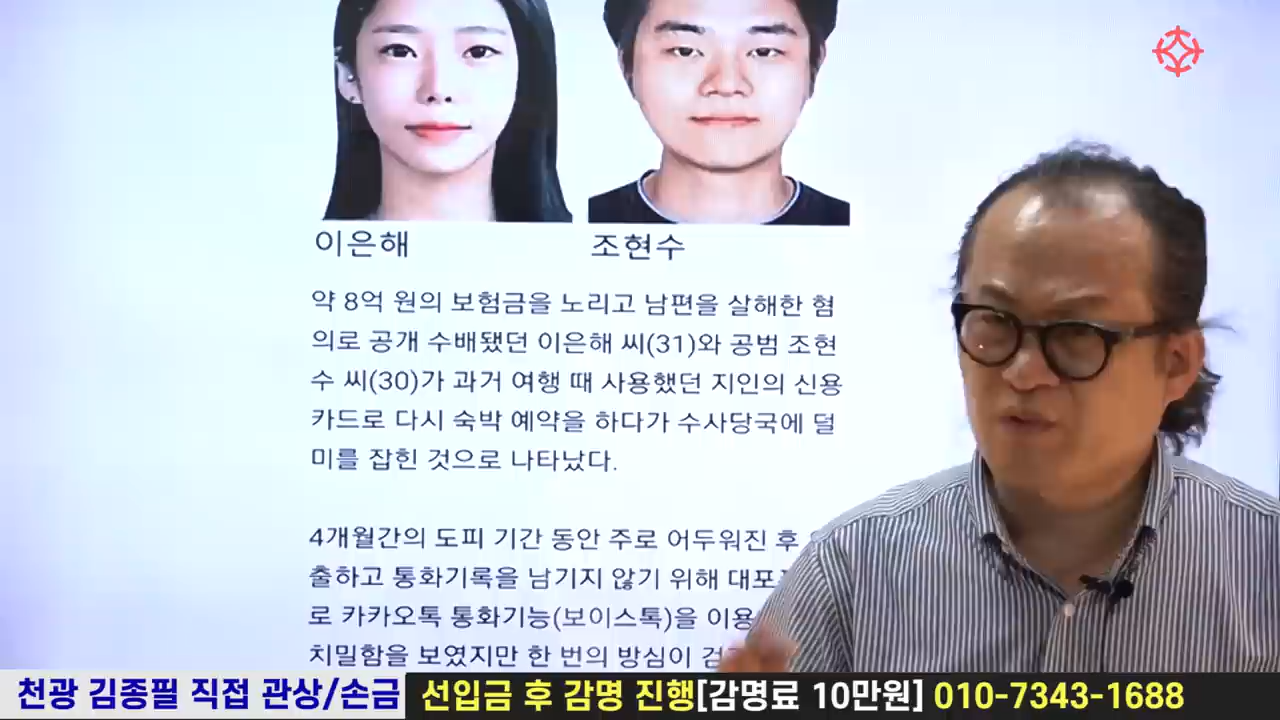 이은해
조현수
약 8억 원의 보험금을 노리고 남편을 살해한 혐
의로 공개 수배됐던 이은해 씨(31)와 공범 조현
수 씨(30)가 과거 여행 때 사용했던 지인의 신용
카드로 다시 숙박 예약을 하다가 수사당국에 덜
미를 잡힌 것으로 나타났다.
4개월간의 도피 기간 동안 주로 어두워진 후
출하고 통화기록을 남기지 않기 위해 대포
로 카카오톡 통화기능(보이스톡)을 이용
치밀함을 보였지만 한 번의 방심이 검
천광 김종필 직접 관상/손금
선입금 후 감명 진행[감명료 10만원] 010-7343-1688